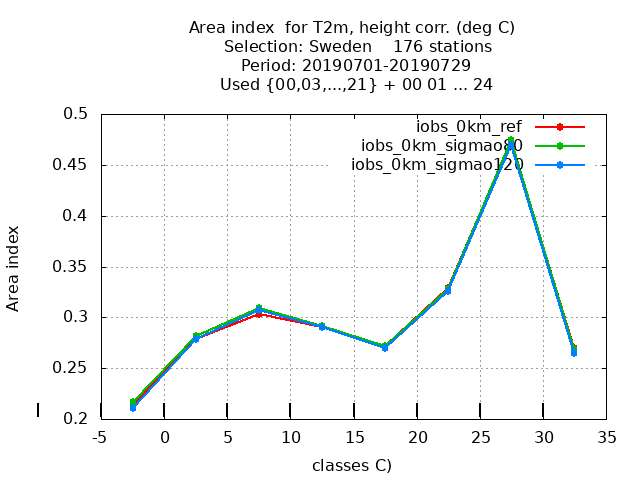 Area index for T2m, height corr. (deg C)
Selection: Sweden 176 stations
Period: 20190701-20190729
Used {00,03,...,21} + 00 01 ... 24
iobs_0km_ref
iobs_0km_sigmao80
iobs_0km_sigmao120
0.5
0.45
0.4
0.35
0.3
0.25
0.2
Area index
-5
0
5
10
15
20
25
30
35
classes C)